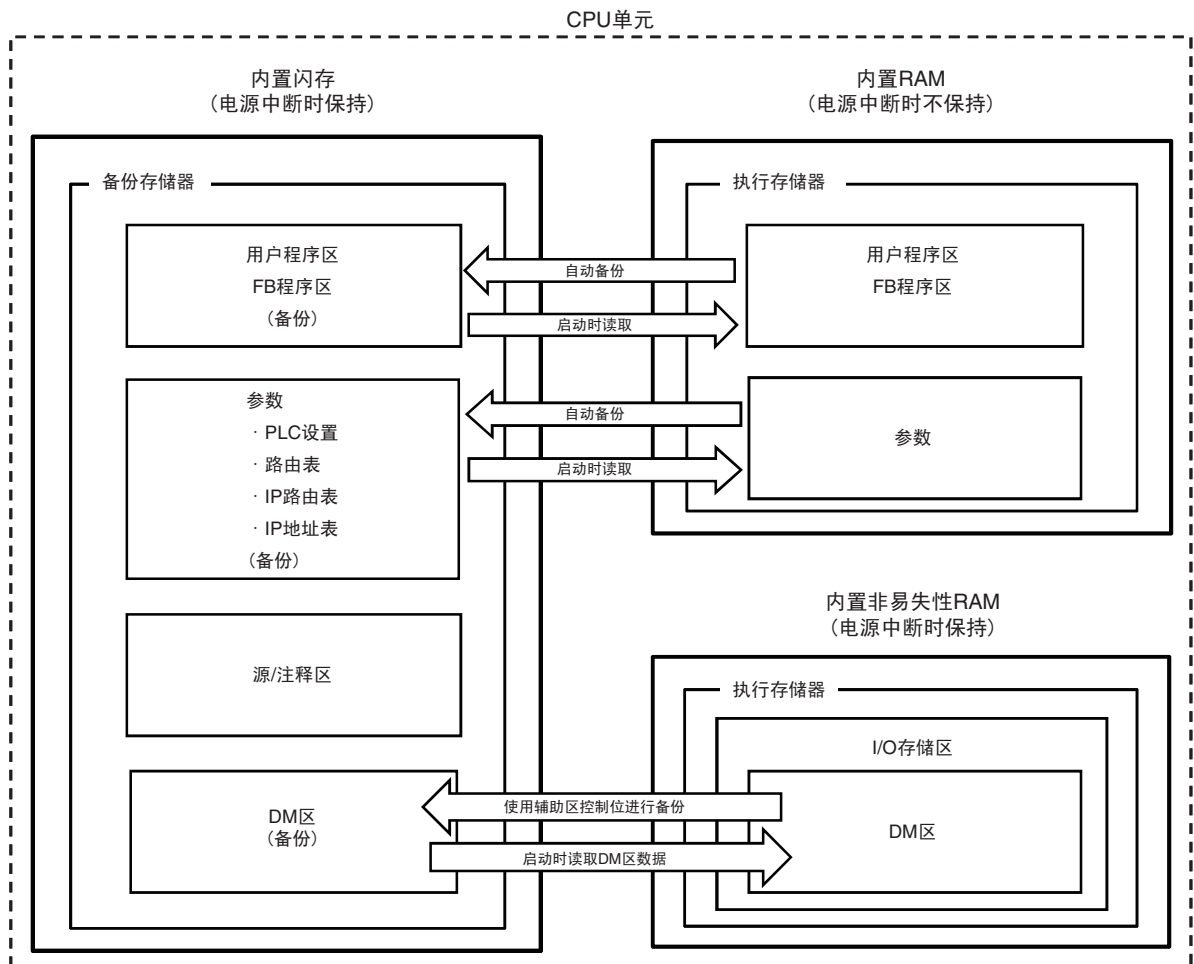 CPU单元
内置闪存
（电源中断时保持）
备份存储器
用户程序区
FB程序区
（备份）
参数
· PLC设置
· 路由表
· IP路由表
· IP地址表
（备份）
源/注释区
DM区
（备份）
自动备份
启动时读取
自动备份
启动时读取
使用辅助区控制位进行备份
启动时读取DM区数据
内置RAM
（电源中断时不保持）
执行存储器
用户程序区
FB程序区
参数
内置非易失性RAM
（电源中断时保持）
执行存储器
I/O存储区
DM区